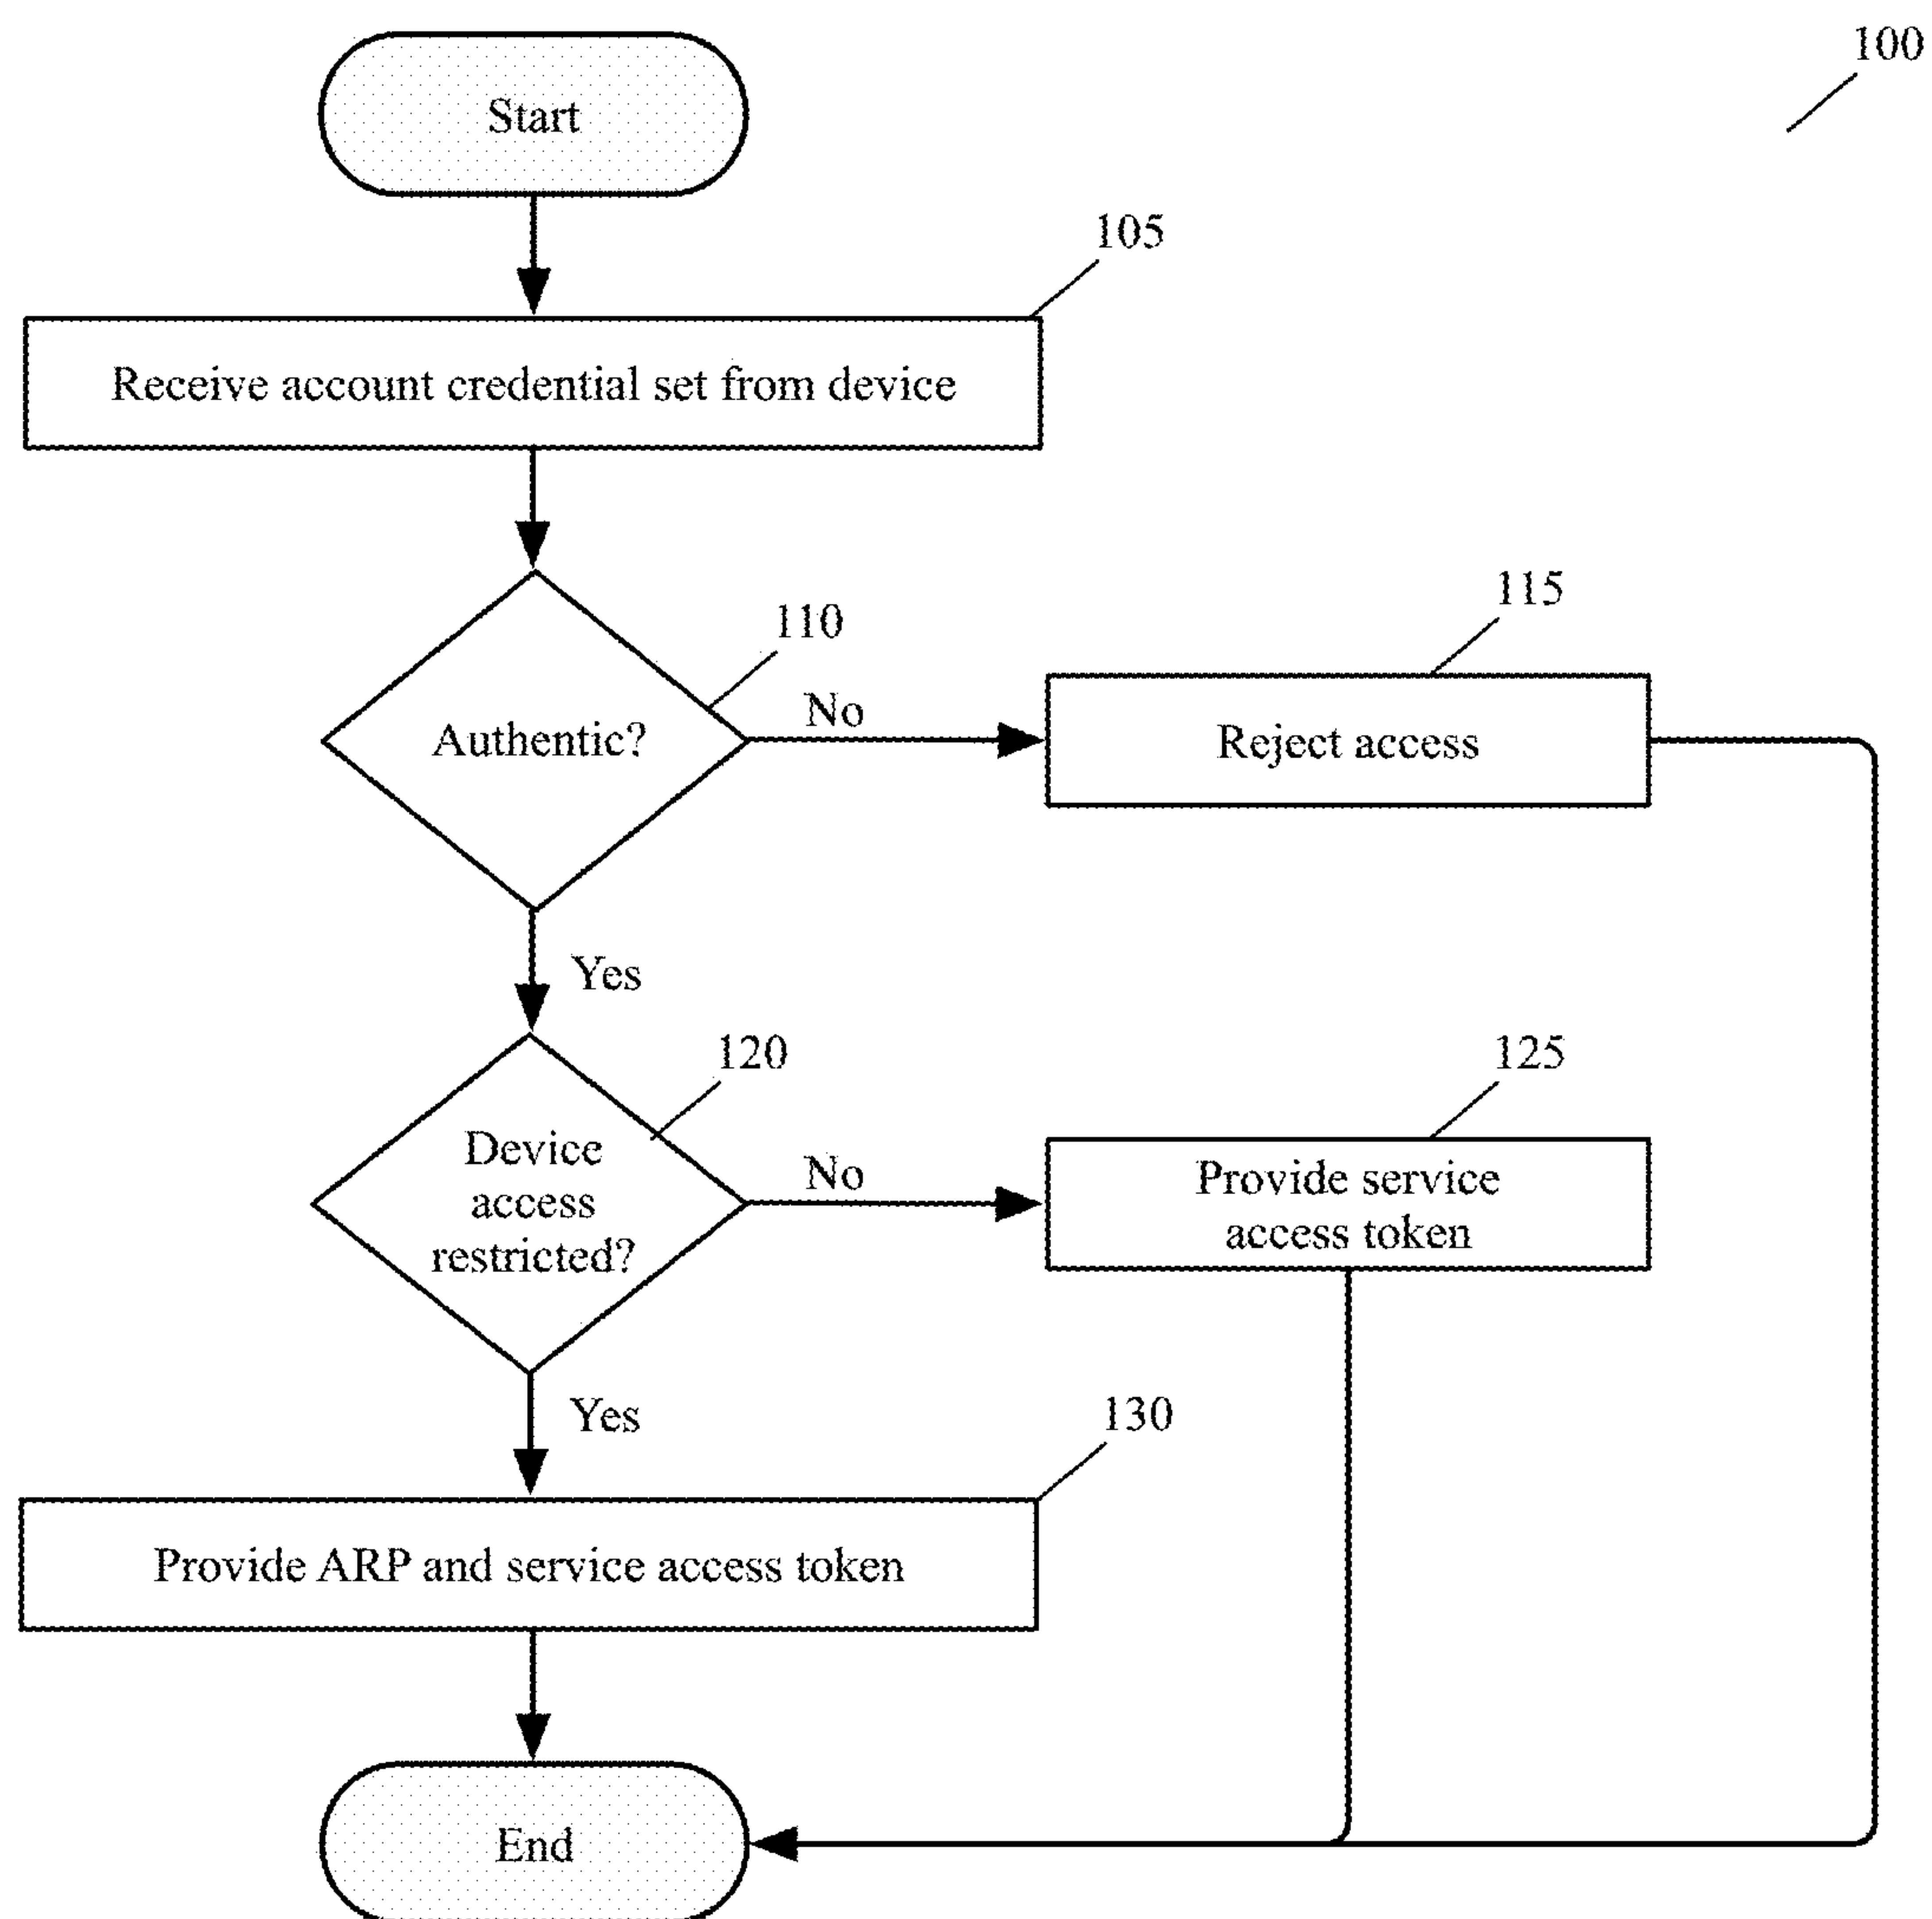 100
Start
105
Receive account credential set from device
110
115
Authentic?
No
Reject access
Yes
120
125
Device
access
restricted?
No
Provide service
access token
Yes
130
Provide ARP and service access token
End